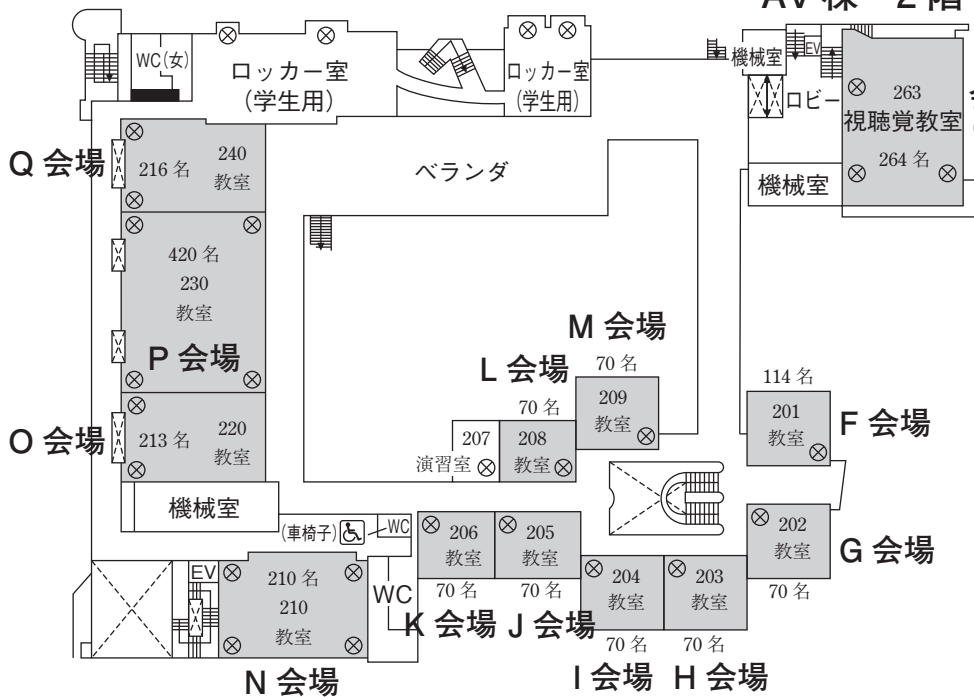 AV棟 2階
WC(女)
ロッカー室
(学生用)
ロッカー室
(学生用)
機械室
EV
ロビー
263
視聴覚教室
264 名
機械室
Q 会場
216 名
240
教室
ベランダ
420 名
230
教室
P 会場
M 会場
70 名
209
教室
L 会場
70 名
208
教室
207
演習室
114 名
201
教室
F 会場
O 会場
213 名
220
教室
機械室
(車椅子)
WC
206
教室
70 名
K 会場
205
教室
70 名
J 会場
202
教室
70 名
G 会場
204
教室
70 名
I 会場
203
教室
70 名
H 会場
EV
210 名
210
教室
WC
N 会場